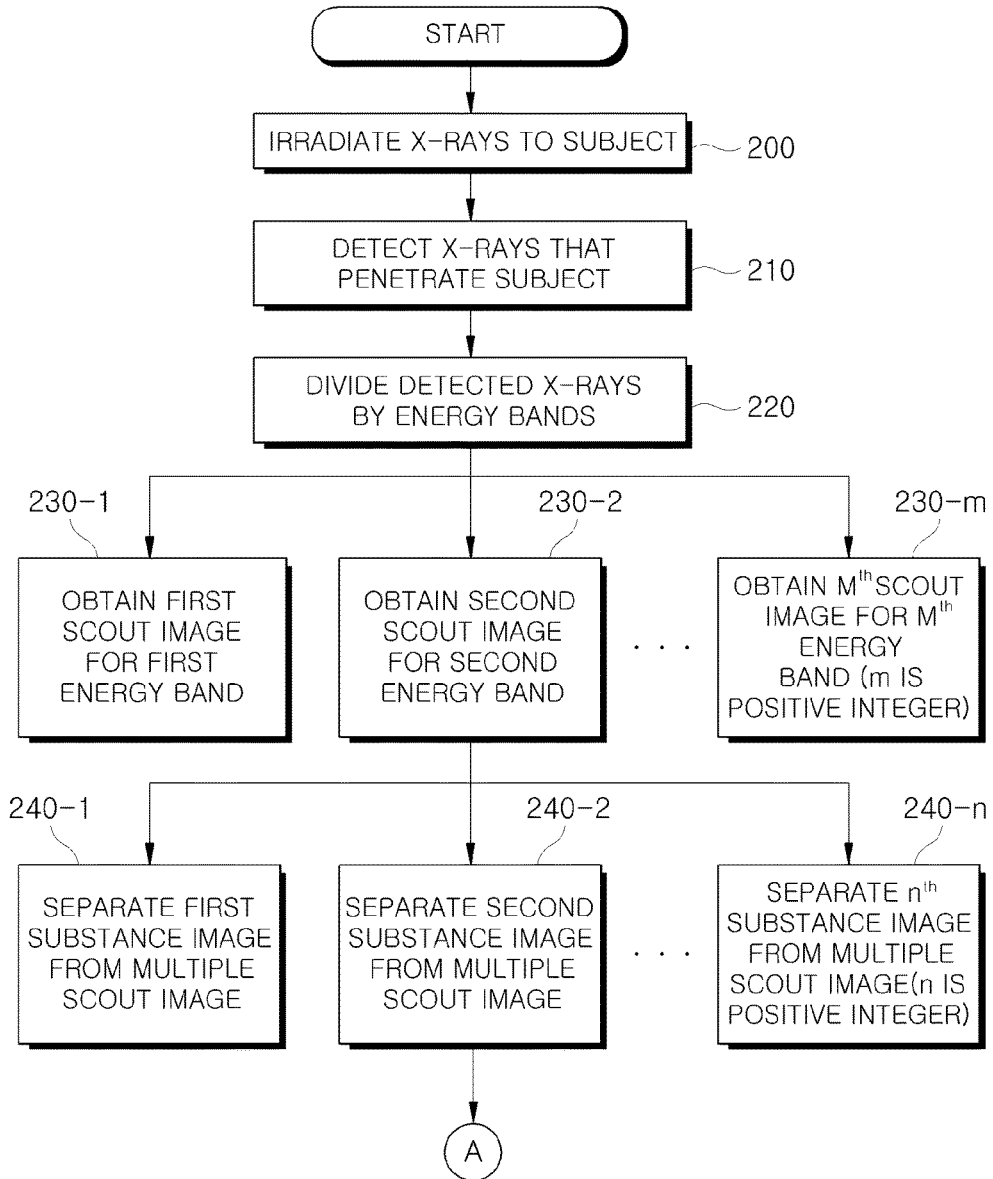 START
IRRADIATE X-RAYS TO SUBJECT
200
DETECT X-RAYS THAT
PENETRATE SUBJECT
210
DIVIDE DETECTED X-RAYS
BY ENERGY BANDS
220
230-1
230-2
230-m
OBTAIN FIRST
SCOUT IMAGE
FOR FIRST
ENERGY BAND
OBTAIN SECOND
SCOUT IMAGE
FOR SECOND
ENERGY BAND
. . .
OBTAIN Mth SCOUT
IMAGE FOR Mth
ENERGY
BAND (m IS
POSITIVE INTEGER)
240-1
240-2
240-n
SEPARATE FIRST
SUBSTANCE IMAGE
FROM MULTIPLE
SCOUT IMAGE
SEPARATE SECOND
SUBSTANCE IMAGE
FROM MULTIPLE
SCOUT IMAGE
. . .
SEPARATE nth
SUBSTANCE IMAGE
FROM MULTIPLE
SCOUT IMAGE(n IS
POSITIVE INTEGER)
A